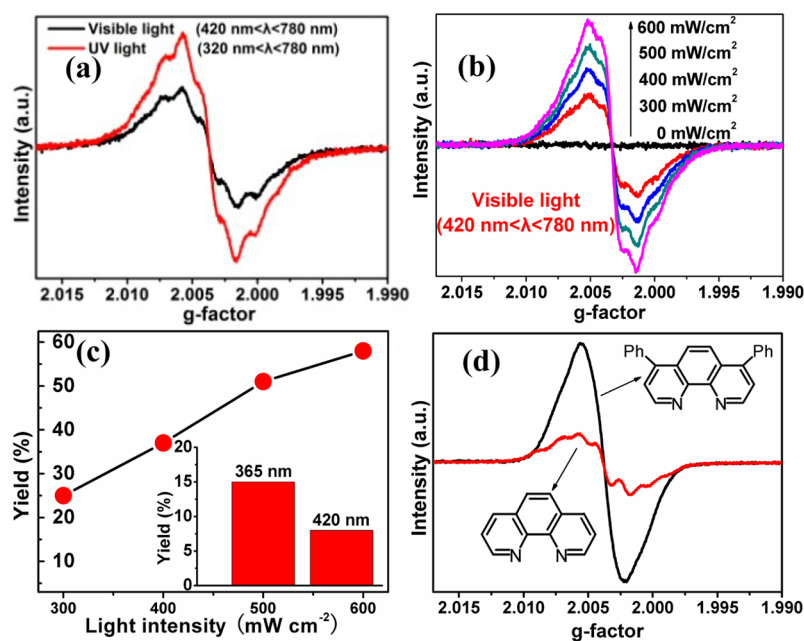 (a)
Visible light (420 nm<λ<780 nm)
UV light (320 nm<λ<780 nm)
Intensity (a.u.)
2.015 2.010 2.005 2.000 1.995 1.990
g-factor
(b)
600 mW/cm²
500 mW/cm²
400 mW/cm²
300 mW/cm²
0 mW/cm²
Visible light
(420 nm<λ<780 nm)
Intensity (a.u.)
2.015 2.010 2.005 2.000 1.995 1.990
g-factor
(c)
60
50
40
30
20
10
Yield (%)
300 400 500 600
Light intensity (mW cm⁻²)
20
15
10
5
0
Yield (%)
365 nm
420 nm
(d)
Ph
Ph
N
N
N
N
Intensity (a.u.)
2.015 2.010 2.005 2.000 1.995 1.990
g-factor